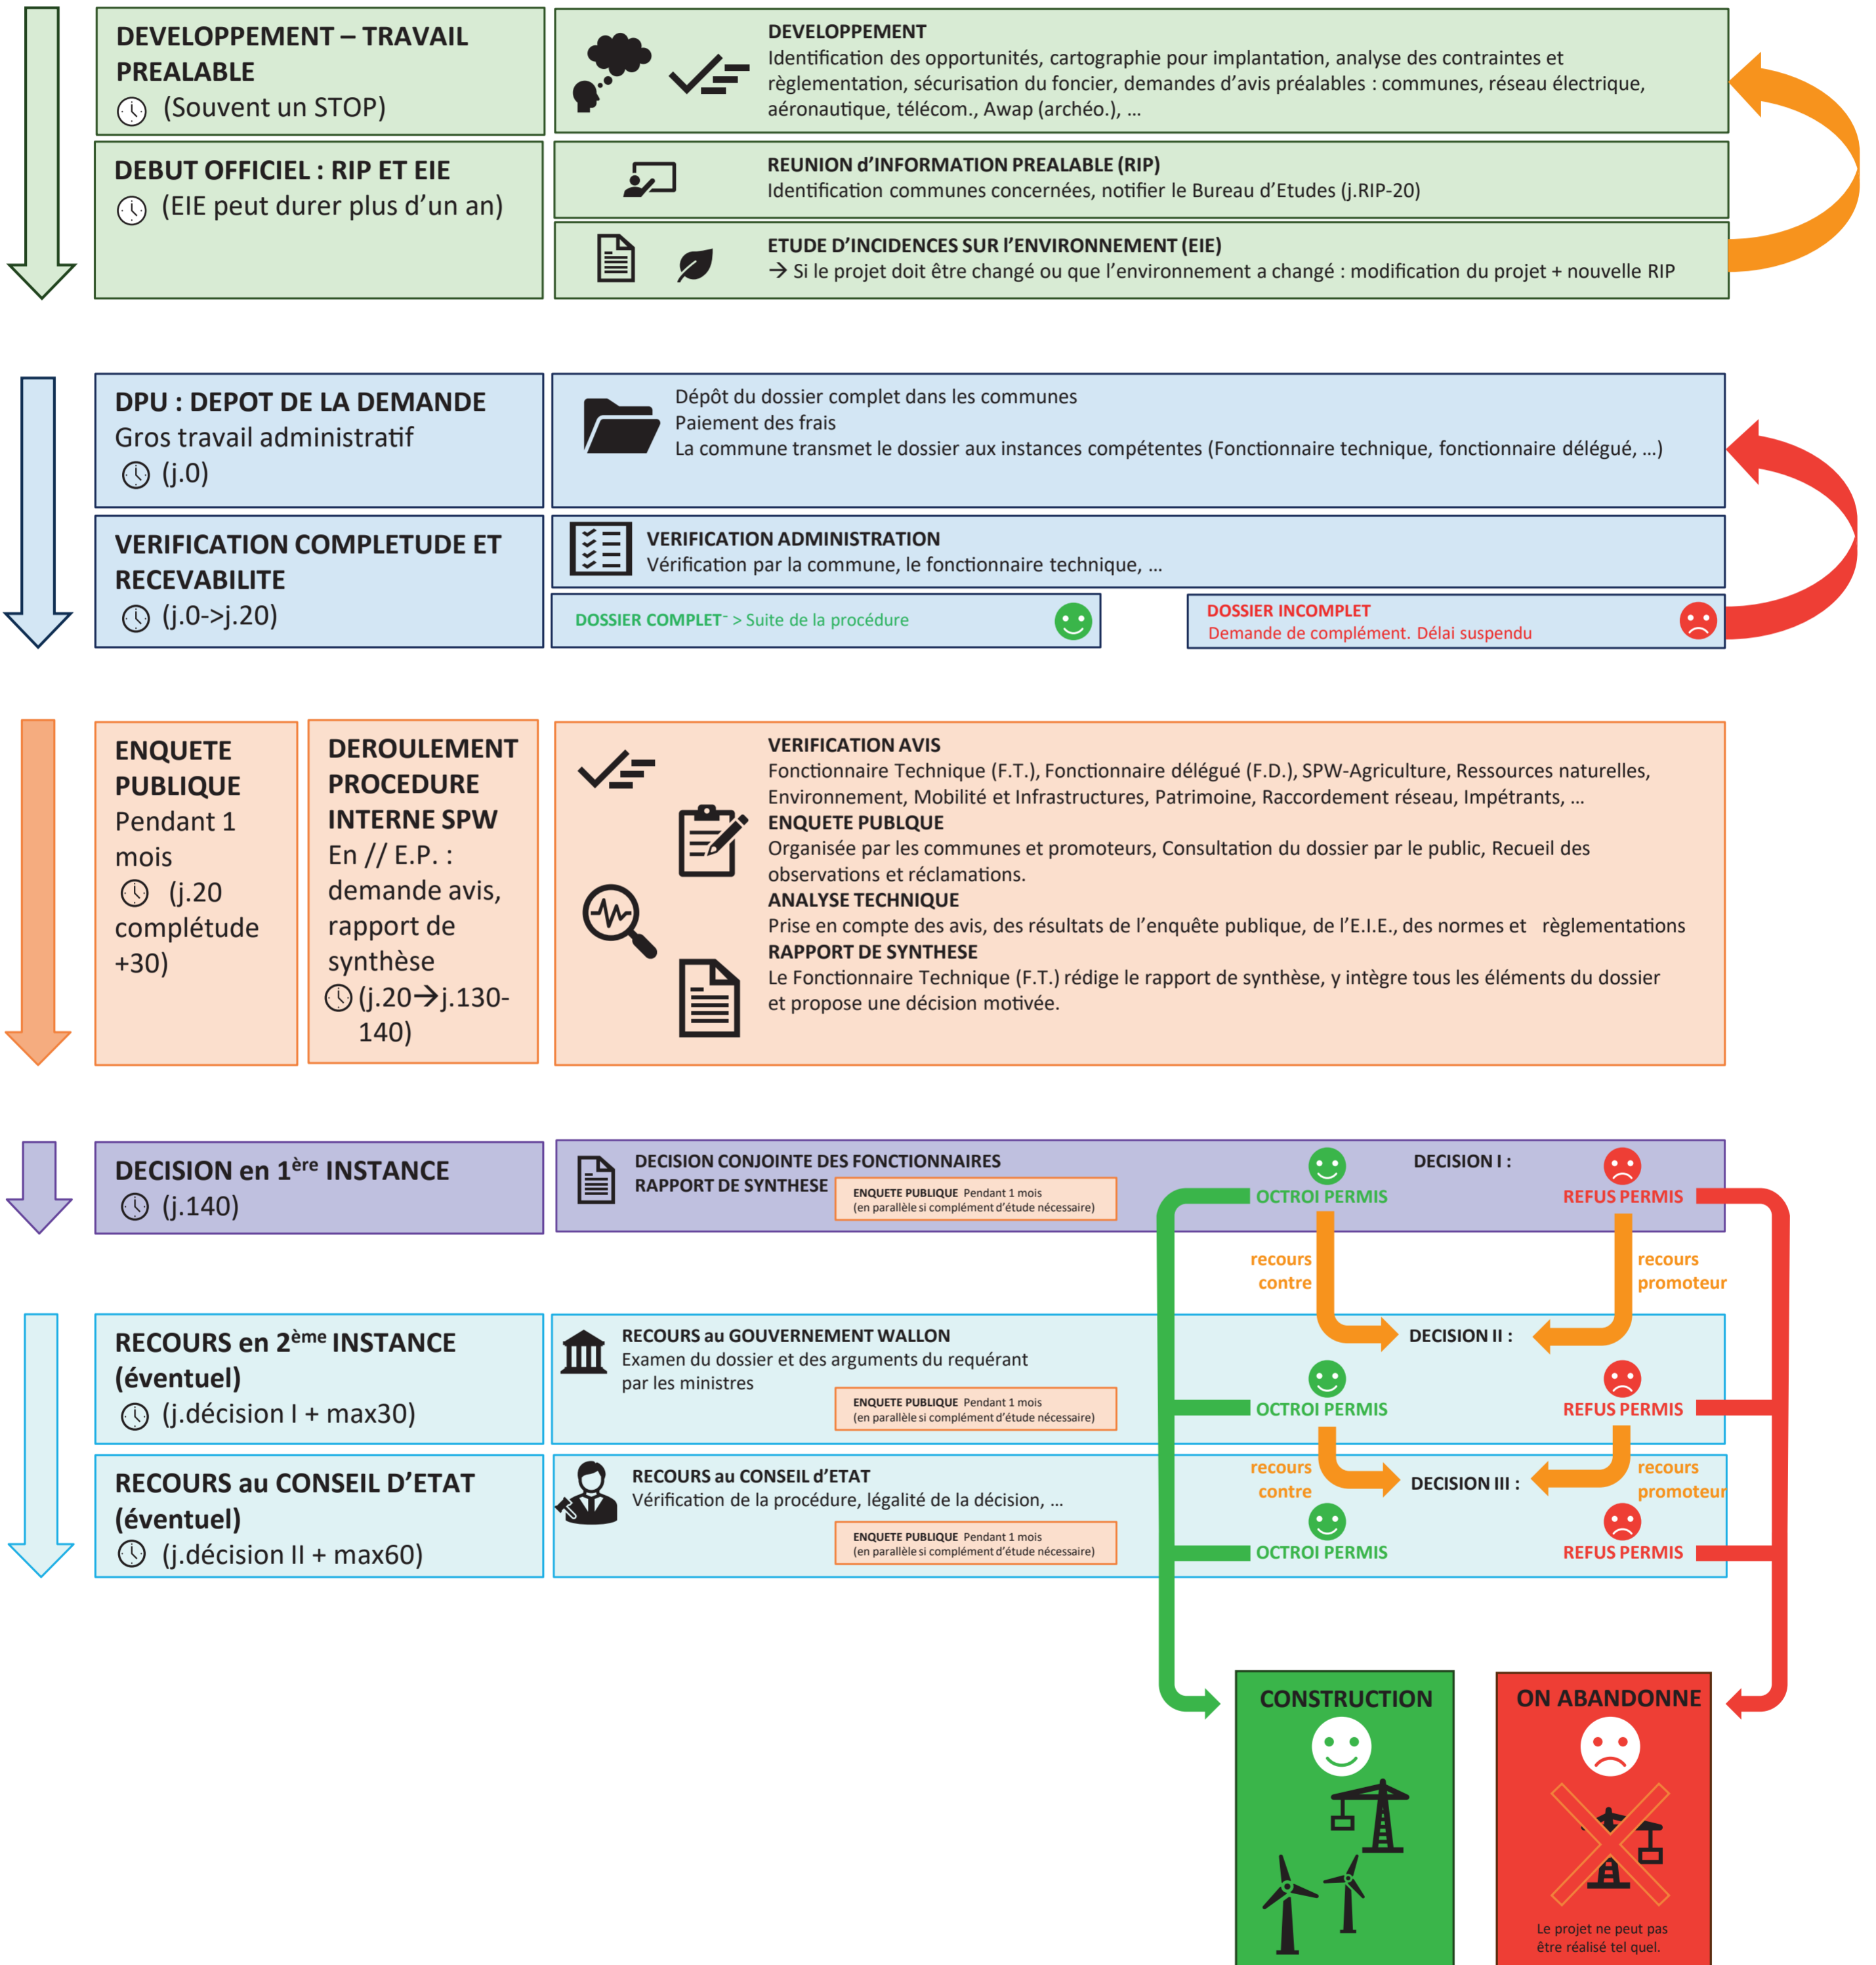 DEVELOPPEMENT – TRAVAIL
PREALABLE
(Souvent un STOP)
DEVELOPPEMENT
Identification des opportunités, cartographie pour implantation, analyse des contraintes et
règlementation, sécurisation du foncier, demandes d'avis préalables : communes, réseau électrique,
aéronautique, télécom., Awap (archéo.), ...
DEBUT OFFICIEL : RIP ET EIE
(EIE peut durer plus d'un an)
REUNION d'INFORMATION PREALABLE (RIP)
Identification communes concernées, notifier le Bureau d'Etudes (j.RIP-20)
ETUDE D'INCIDENCES SUR l'ENVIRONNEMENT (EIE)
→ Si le projet doit être changé ou que l'environnement a changé : modification du projet + nouvelle RIP
DPU : DEPOT DE LA DEMANDE
Gros travail administratif
(j.0)
Dépôt du dossier complet dans les communes
Paiement des frais
La commune transmet le dossier aux instances compétentes (Fonctionnaire technique, fonctionnaire délégué, ...)
VERIFICATION COMPLETUDE ET
RECEVABILITE
(j.0->j.20)
VERIFICATION ADMINISTRATION
Vérification par la commune, le fonctionnaire technique, ...
DOSSIER COMPLET- > Suite de la procédure
DOSSIER INCOMPLET
Demande de complément. Délai suspendu
ENQUETE
PUBLIQUE
Pendant 1
mois
(j.20
complétude
+30)
DEROULEMENT
PROCEDURE
INTERNE SPW
En // E.P. :
demande avis,
rapport de
synthèse
(j.20→j.130-
140)
VERIFICATION AVIS
Fonctionnaire Technique (F.T.), Fonctionnaire délégué (F.D.), SPW-Agriculture, Ressources naturelles,
Environnement, Mobilité et Infrastructures, Patrimoine, Raccordement réseau, Impétrants, ...
ENQUETE PUBLQUE
Organisée par les communes et promoteurs, Consultation du dossier par le public, Recueil des
observations et réclamations.
ANALYSE TECHNIQUE
Prise en compte des avis, des résultats de l'enquête publique, de l'E.I.E., des normes et règlementations
RAPPORT DE SYNTHESE
Le Fonctionnaire Technique (F.T.) rédige le rapport de synthèse, y intègre tous les éléments du dossier
et propose une décision motivée.
DECISION en 1ère INSTANCE
(j.140)
DECISION CONJOINTE DES FONCTIONNAIRES
RAPPORT DE SYNTHESE
ENQUETE PUBLIQUE Pendant 1 mois
(en parallèle si complément d'étude nécessaire)
DECISION I :
OCTROI PERMIS
REFUS PERMIS
recours
contre
recours
promoteur
RECOURS en 2ème INSTANCE
(éventuel)
(j.décision I + max30)
RECOURS au GOUVERNEMENT WALLON
Examen du dossier et des arguments du requérant
par les ministres
ENQUETE PUBLIQUE Pendant 1 mois
(en parallèle si complément d'étude nécessaire)
DECISION II :
OCTROI PERMIS
REFUS PERMIS
RECOURS au CONSEIL D'ETAT
(éventuel)
(j.décision II + max60)
RECOURS au CONSEIL d'ETAT
Vérification de la procédure, légalité de la décision, ...
ENQUETE PUBLIQUE Pendant 1 mois
(en parallèle si complément d'étude nécessaire)
recours
contre
DECISION III :
recours
promoteur
OCTROI PERMIS
REFUS PERMIS
CONSTRUCTION
ON ABANDONNE
Le projet ne peut pas
être réalisé tel quel.